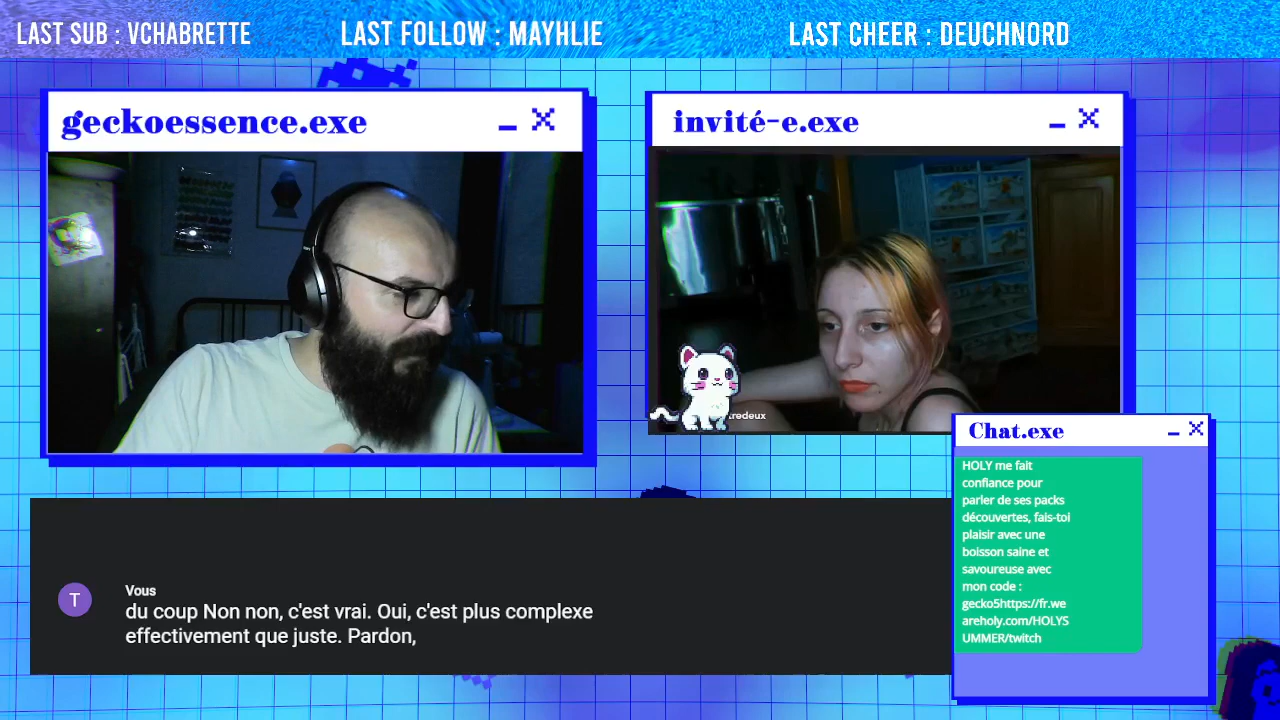 LAST SUB : VCHABRETTE
LAST FOLLOW : MAYHLIE
LAST CHEER : DEUCHNORD
geckoessence.exe
invité-e.exe
redeux
Chat.exe
HOLY me fait
confiance pour
parler de ses packs
découvertes, fais-toi
plaisir avec une
boisson saine et
savoureuse avec
mon code :
gecko5https://fr.we
areholy.com/HOLYS
UMMER/twitch
T
Vous
du coup Non non, c'est vrai. Oui, c'est plus complexe
effectivement que juste. Pardon,